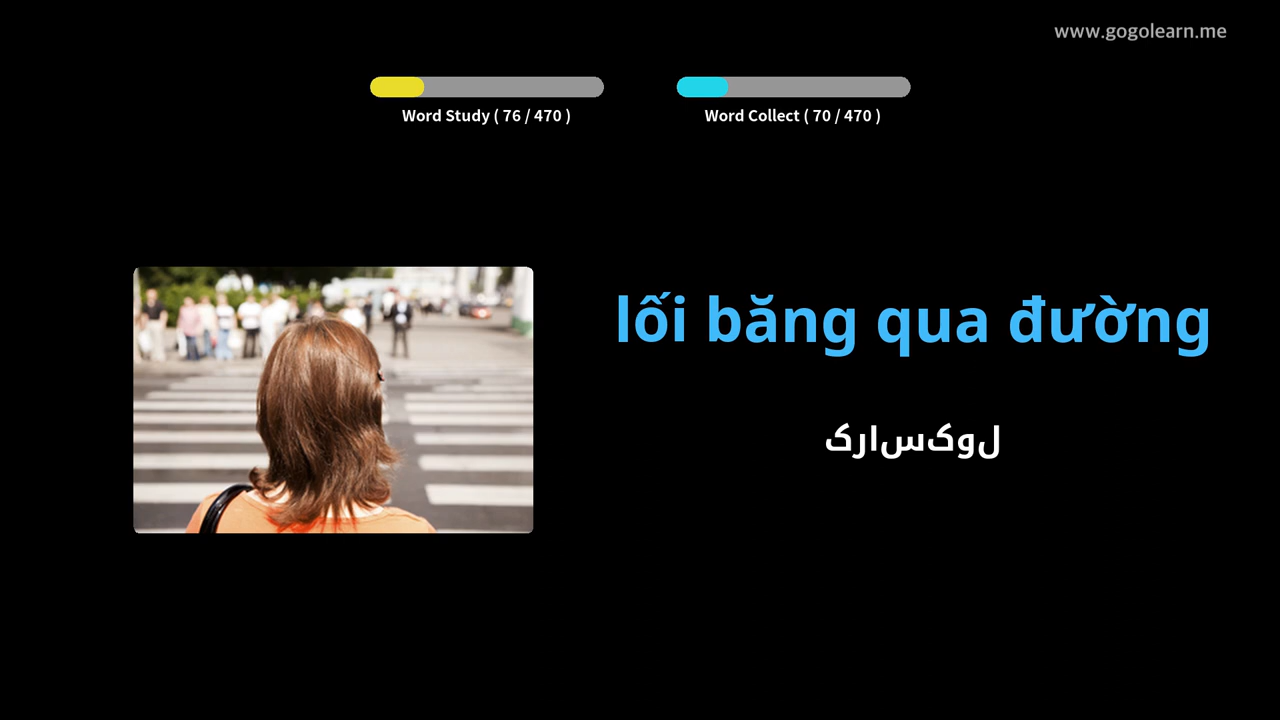 www.gogolearn.me
Word Study ( 76 / 470 )
Word Collect ( 70 / 470 )
lối băng qua đường
لوکسارک